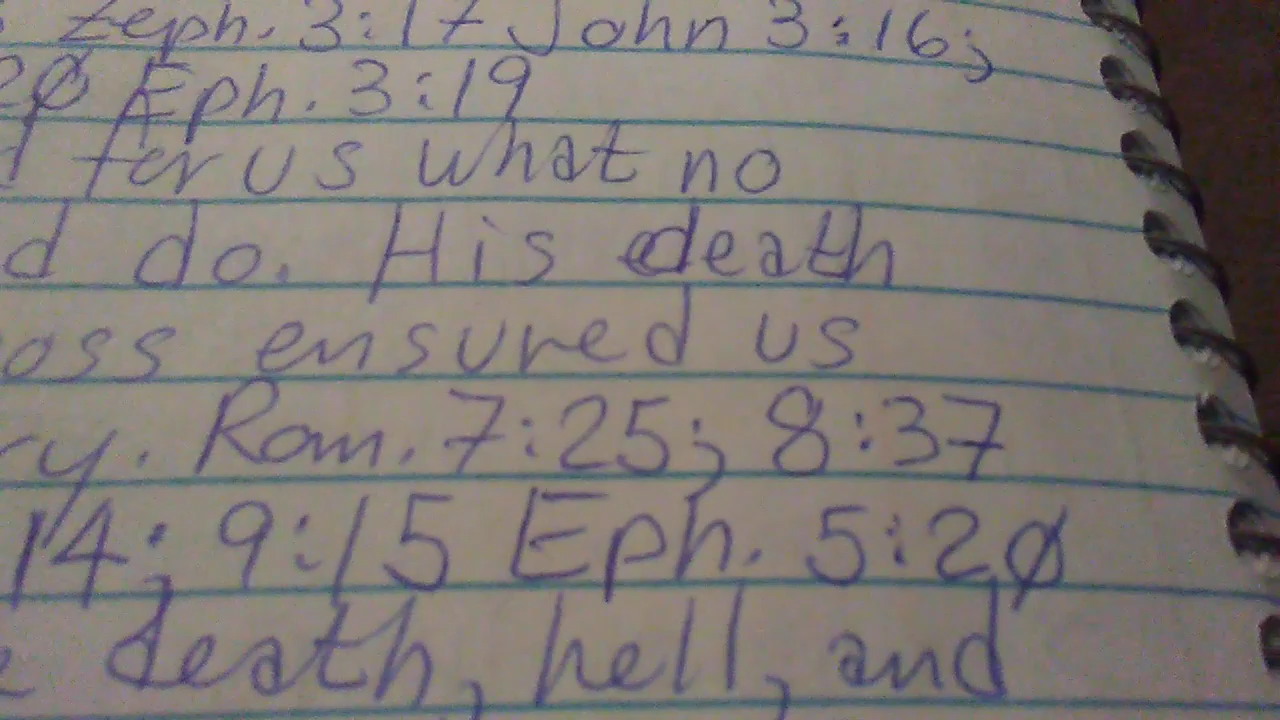 Zeph. 3:17 John 3:16;
20 Eph. 3:19
for us what no
do. His death
ensured us
Rom. 7:25; 8:37
14; 9:15 Eph. 5:20
death, hell, and